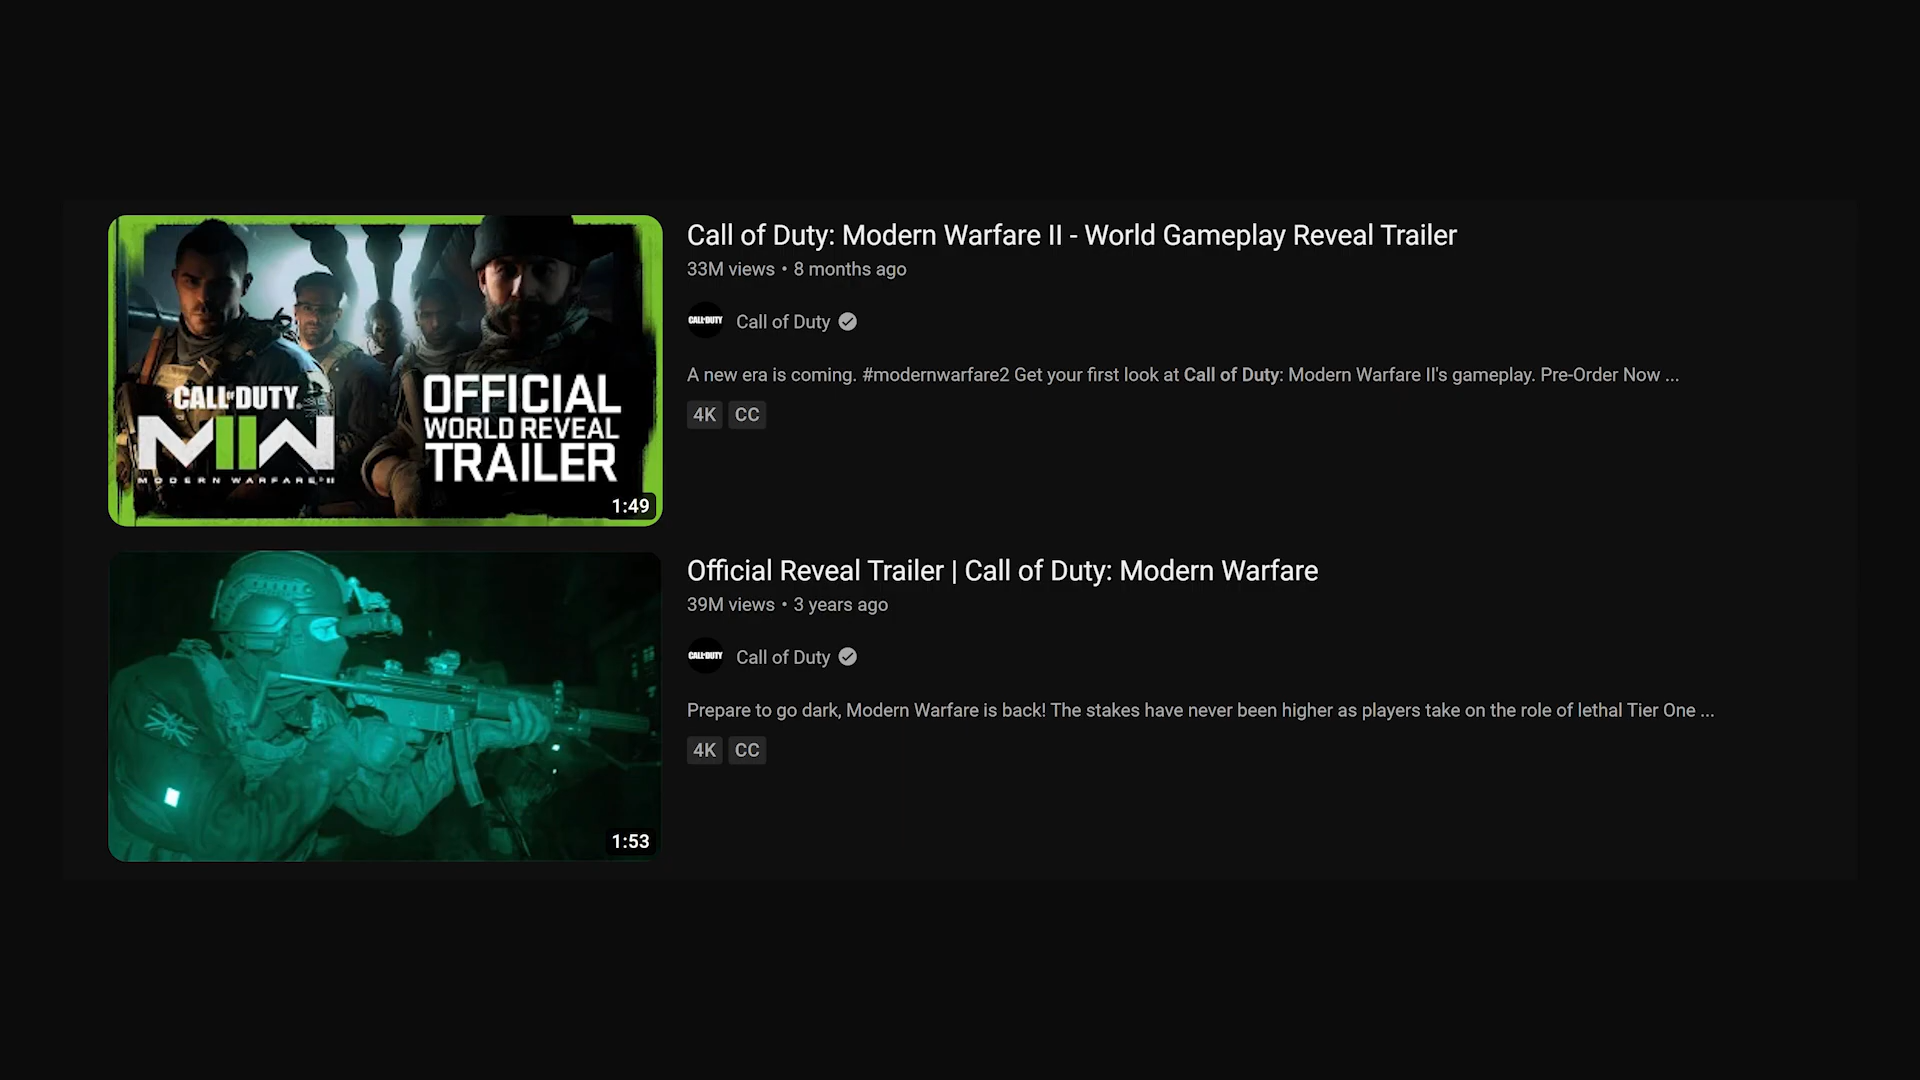 CALL OF DUTY
MIIW
MODERN WARFARE II
OFFICIAL
WORLD REVEAL
TRAILER
1:49
Call of Duty: Modern Warfare II - World Gameplay Reveal Trailer
33M views • 8 months ago
CALL OF DUTY
Call of Duty
A new era is coming. #modernwarfare2 Get your first look at Call of Duty: Modern Warfare II's gameplay. Pre-Order Now ...
4K CC
1:53
Official Reveal Trailer | Call of Duty: Modern Warfare
39M views • 3 years ago
CALL OF DUTY
Call of Duty
Prepare to go dark, Modern Warfare is back! The stakes have never been higher as players take on the role of lethal Tier One ...
4K CC